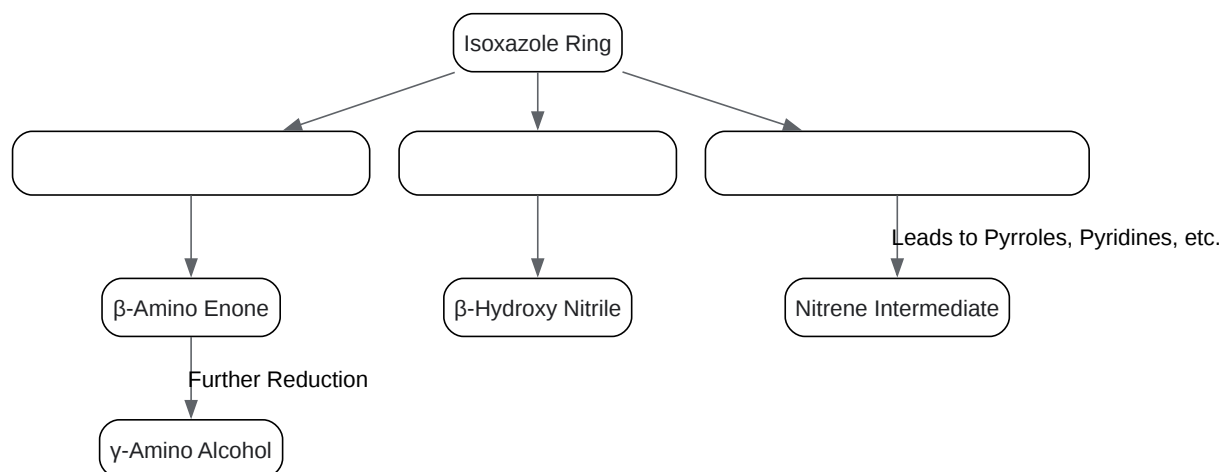 Isoxazole Ring
Leads to Pyrroles, Pyridines, etc.
β-Amino Enone
β-Hydroxy Nitrile
Nitrene Intermediate
Further Reduction
γ-Amino Alcohol